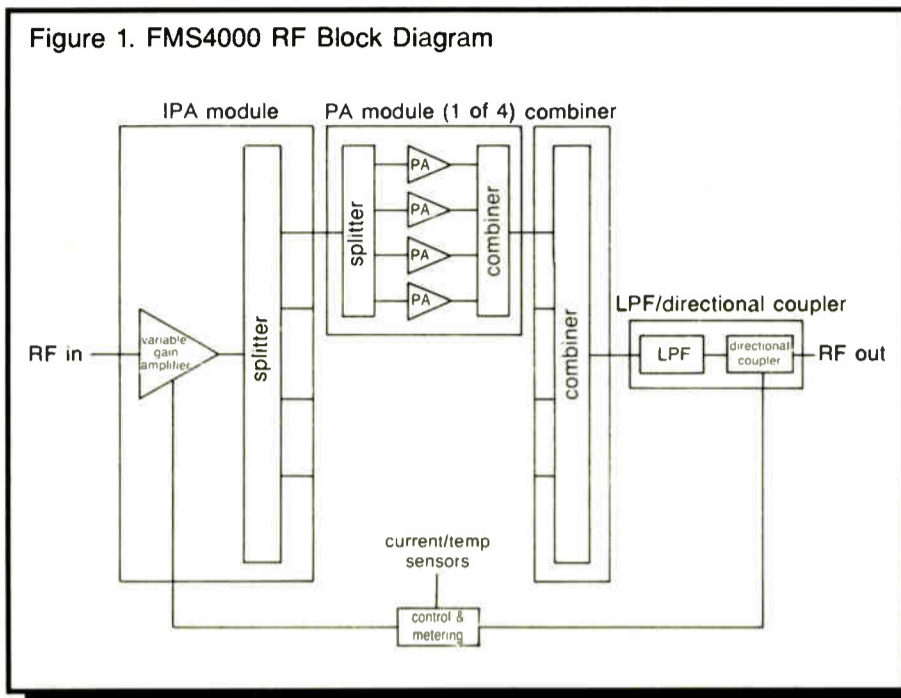 Figure 1. FMS4000 RF Block Diagram
IPA module
PA module (1 of 4)
combiner
RF in
variable
gain
amplifier
splitter
splitter
PA
PA
PA
PA
combiner
combiner
LPF/directional coupler
LPF
directional
coupler
RF out
current/temp
sensors
control &
metering